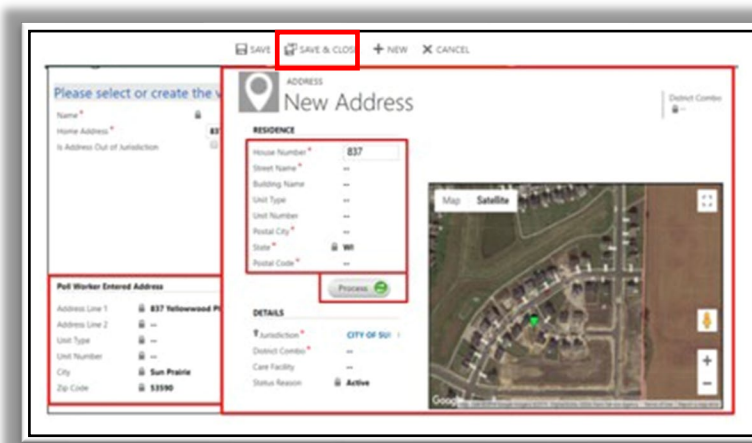 SAVE SAVE & CLOS + NEW X CANCEL
Please select or create the v
Name *
Home Address * 837
Is Address Out of Jurisdiction
Poll Worker Entered Address
Address Line 1 837 Yellowwood Pl
Address Line 2 --
Unit Type --
Unit Number --
City Sun Prairie
Zip Code 53590
ADDRESS
New Address
District Combo
--
RESIDENCE
House Number * 837
Street Name * --
Building Name --
Unit Type --
Unit Number --
Postal City * --
State * WI
Postal Code * --
Process
DETAILS
Jurisdiction * CITY OF SU
District Combo * --
Care Facility --
Status Reason Active
Map Satellite
+
−
Google